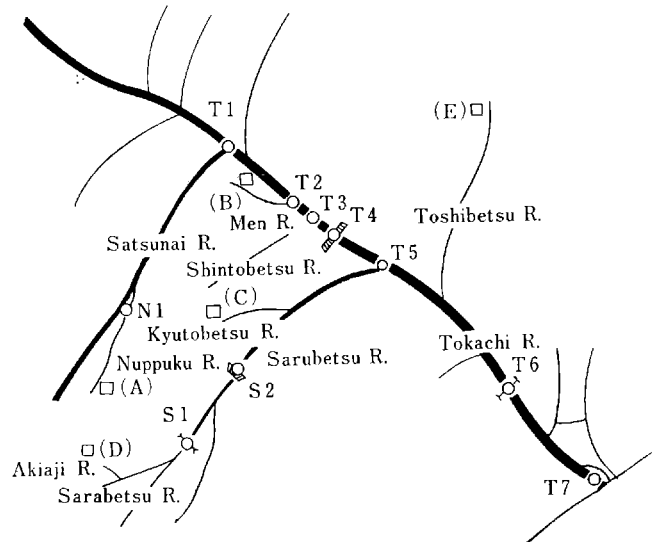 T1
(E)
T2
T3
(B)
T4
Men R.
Toshibetsu R.
Satsunai R.
Shintobetsu R.
T5
(C)
N1
Kyutobetsu R.
Tokachi R.
Nuppuku R.
Sarubetsu R.
T6
(A)
S2
S1
(D)
Akiaji R.
Sarabetsu R.
T7